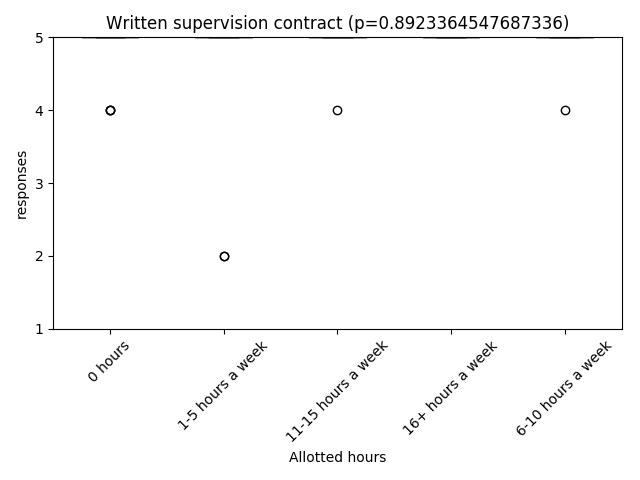 Written supervision contract (p=0.8923364547687336)
5
4
3
2
1
responses
0 hours
1-5 hours a week
11-15 hours a week
16+ hours a week
6-10 hours a week
Allotted hours